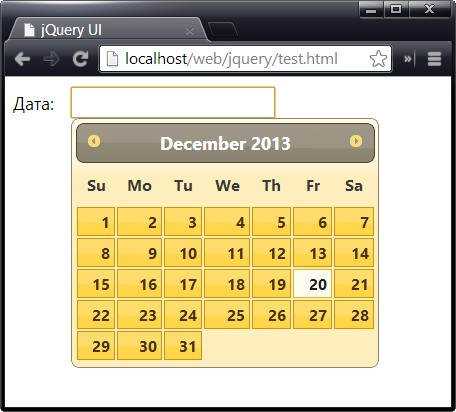 jQuery UI
localhost/web/jquery/test.html
Дата:
December 2013
Su Mo Tu We Th Fr Sa
1 2 3 4 5 6 7
8 9 10 11 12 13 14
15 16 17 18 19 20 21
22 23 24 25 26 27 28
29 30 31